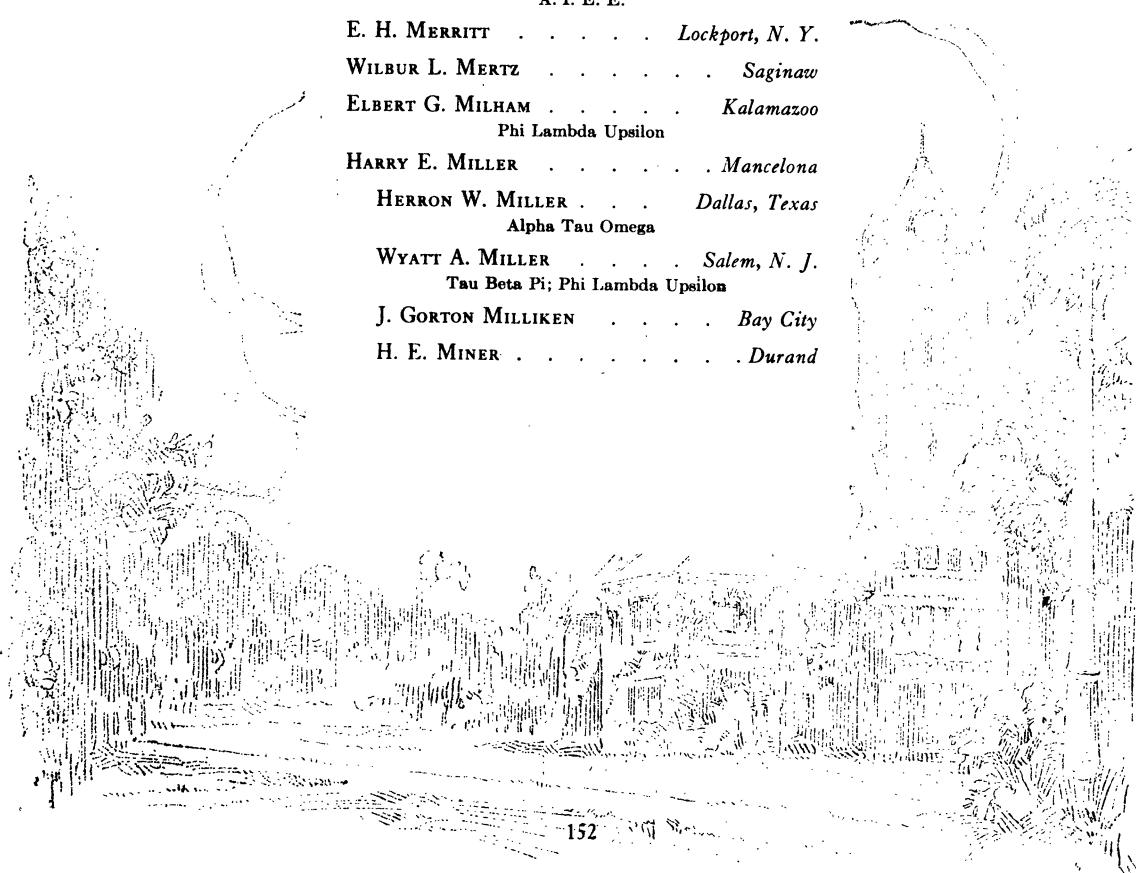 A. I. E. E.
E. H. Merritt . . . . . Lockport, N. Y.
Wilbur L. Mertz . . . . . . Saginaw
Elbert G. Milham . . . . . Kalamazoo
Phi Lambda Upsilon
Harry E. Miller . . . . . . Mancelona
Herron W. Miller . . . Dallas, Texas
Alpha Tau Omega
Wyatt A. Miller . . . . Salem, N. J.
Tau Beta Pi; Phi Lambda Upsilon
J. Gorton Milliken . . . . Bay City
H. E. Miner . . . . . . . . Durand
152